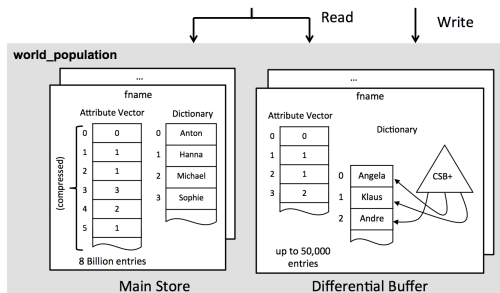 Read
Write
world_population
...
fname
Attribute Vector
Dictionary
(compressed)
0 0
1 1
2 1
3 3
4 2
5 1
0 Anton
1 Hanna
2 Michael
3 Sophie
8 Billion entries
Main Store
...
fname
Attribute Vector
Dictionary
0 0
1 1
2 1
3 2
0 Angela
1 Klaus
2 Andre
CSB+
up to 50,000
entries
Differential Buffer